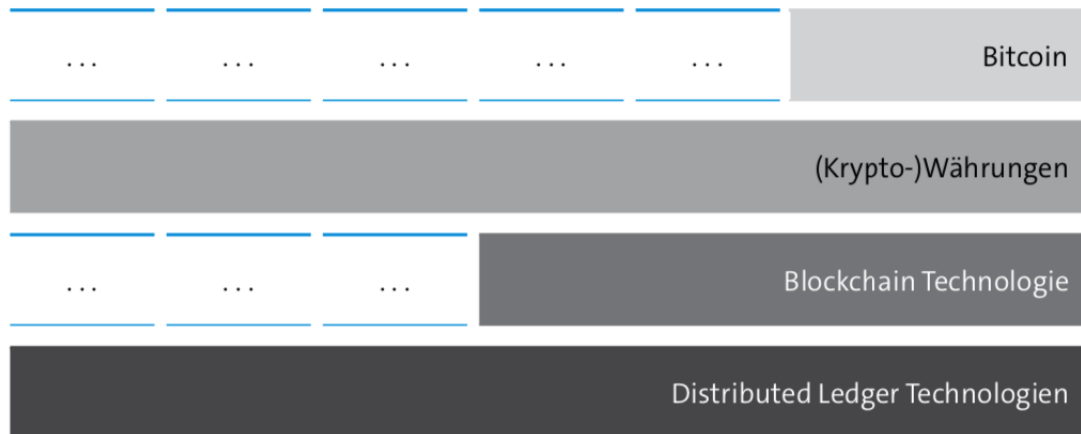 ... ... ... ... ... Bitcoin
(Krypto-)Währungen
... ... ... Blockchain Technologie
Distributed Ledger Technologien